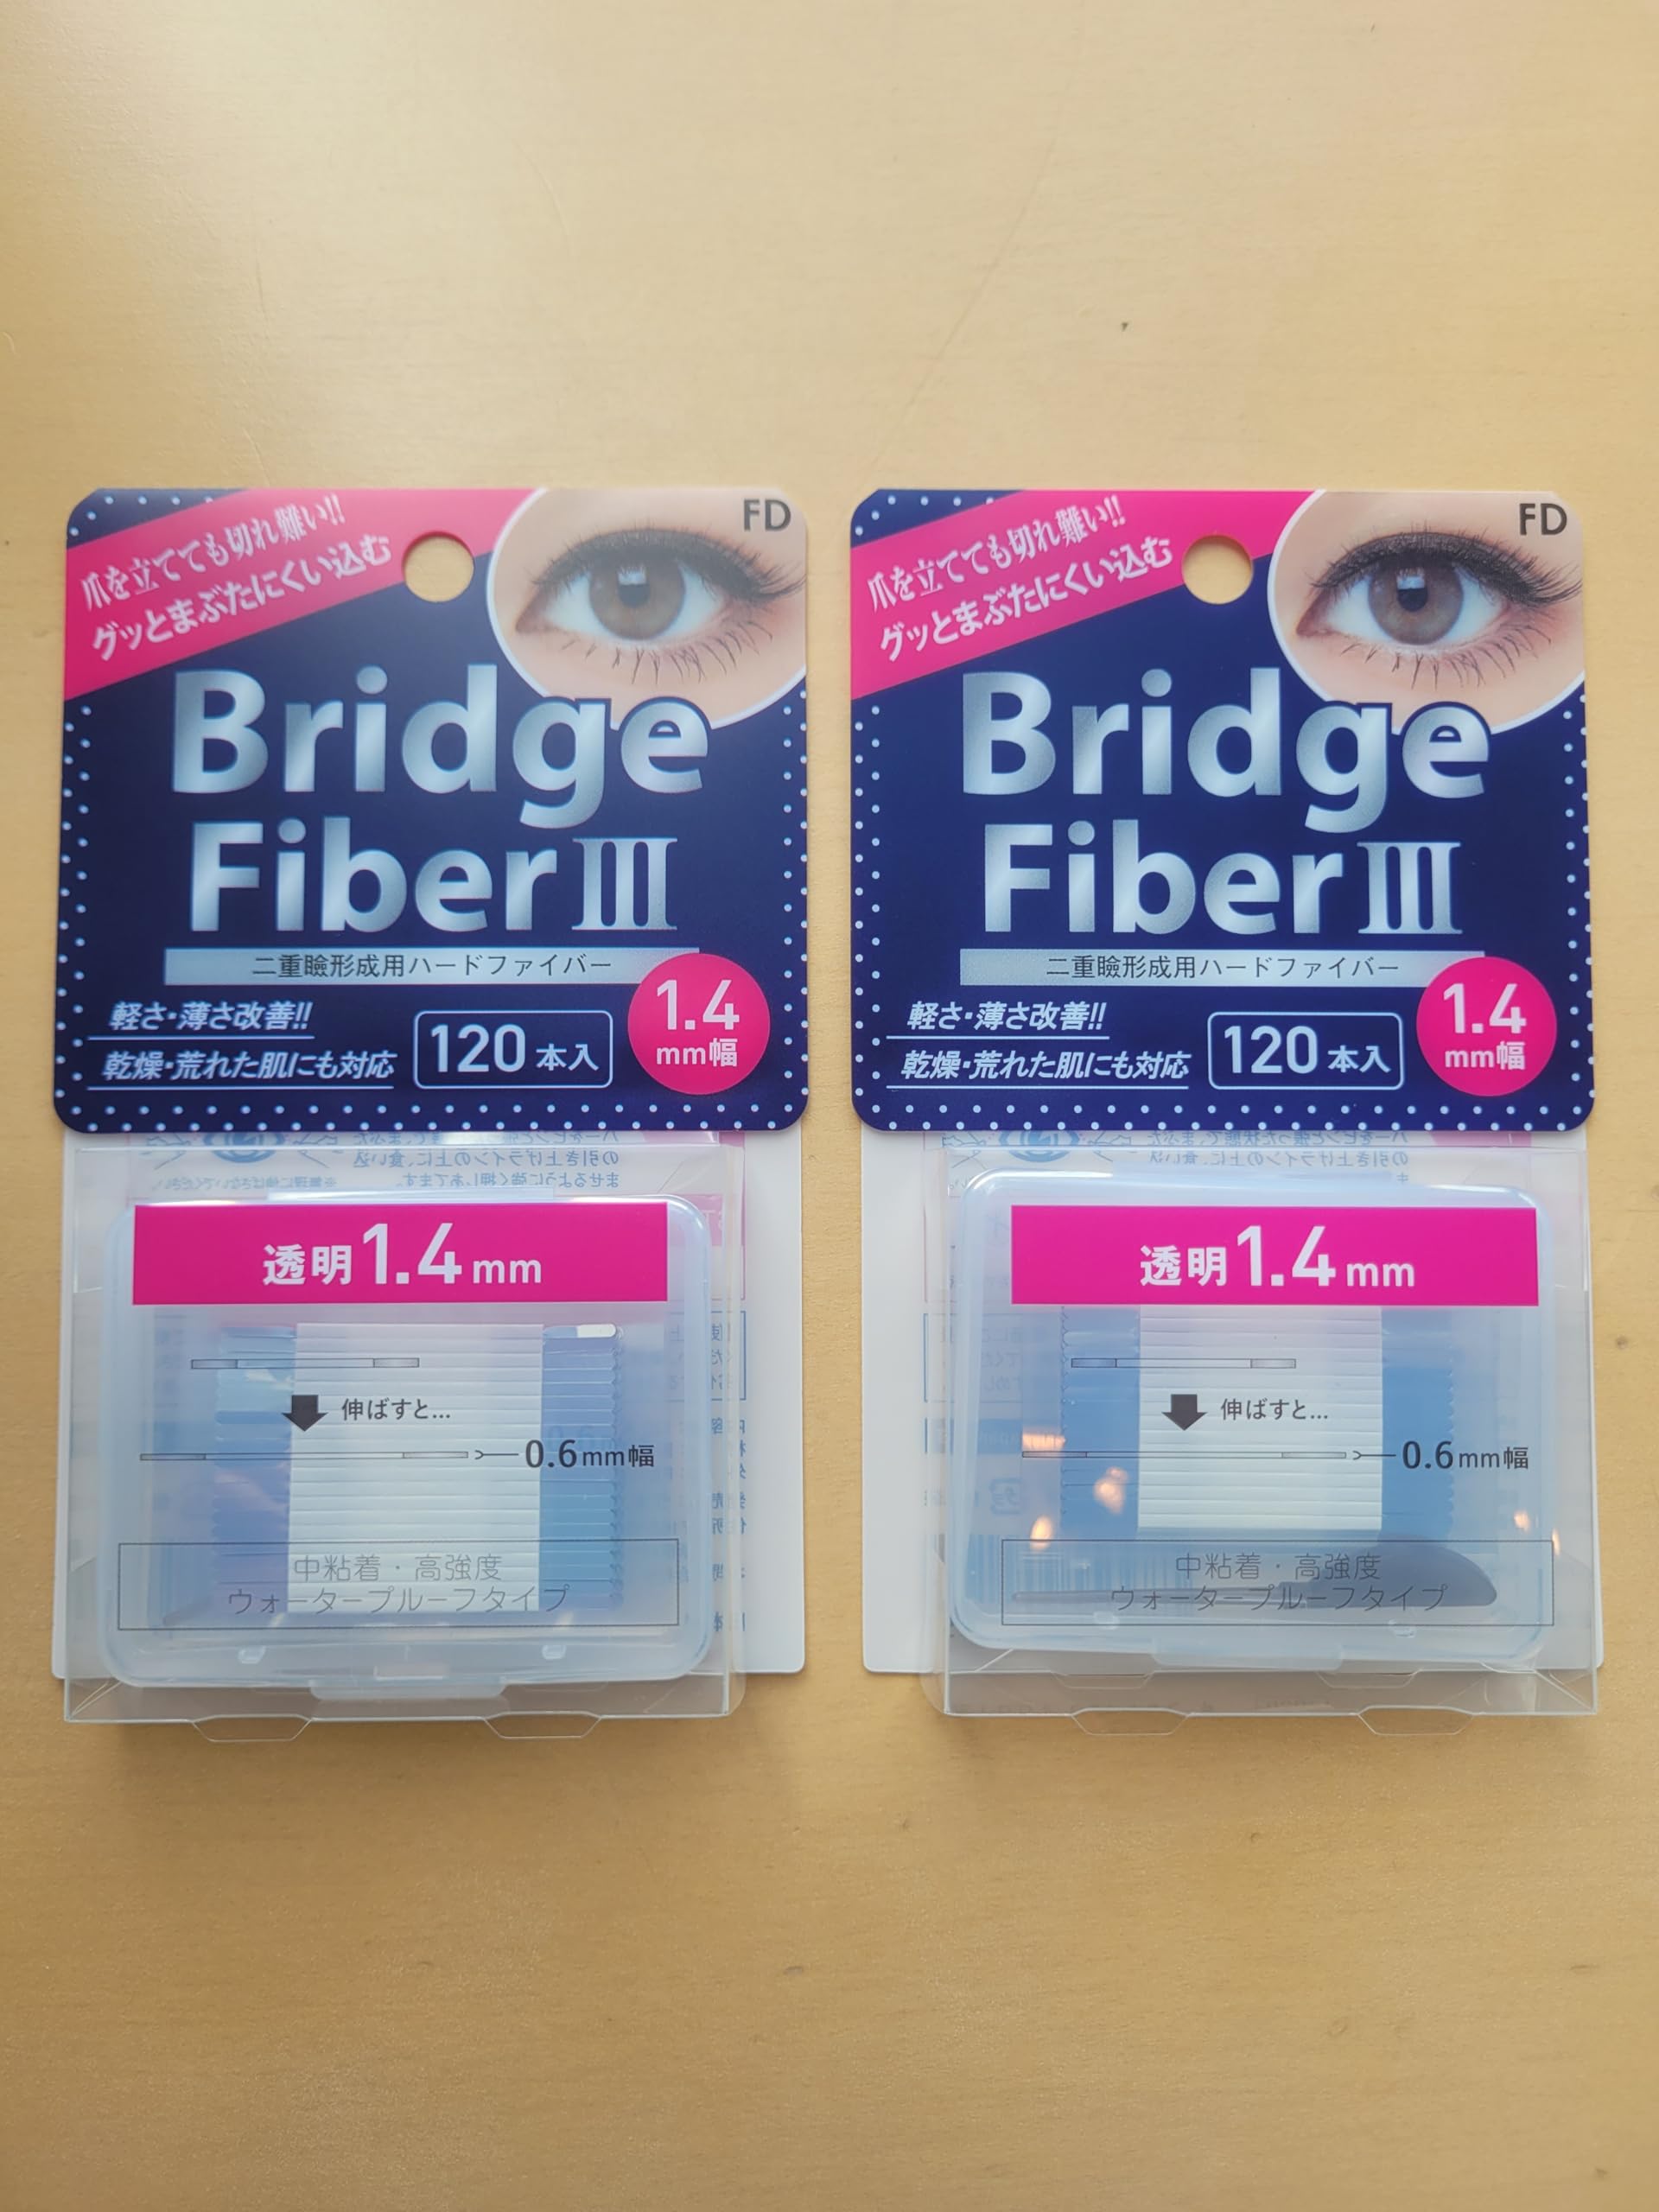 FD
爪を立てても切れ難い!!
グッとまぶたにくい込む
Bridge
Fiber III
二重瞼形成用ハードファイバー
軽さ・薄さ改善!!
乾燥・荒れた肌にも対応
120本入
1.4
mm幅
透明1.4mm
伸ばすと...
0.6mm幅
中粘着・高強度
ウォータープルーフタイプ
FD
爪を立てても切れ難い!!
グッとまぶたにくい込む
Bridge
Fiber III
二重瞼形成用ハードファイバー
軽さ・薄さ改善!!
乾燥・荒れた肌にも対応
120本入
1.4
mm幅
透明1.4mm
伸ばすと...
0.6mm幅
中粘着・高強度
ウォータープルーフタイプ